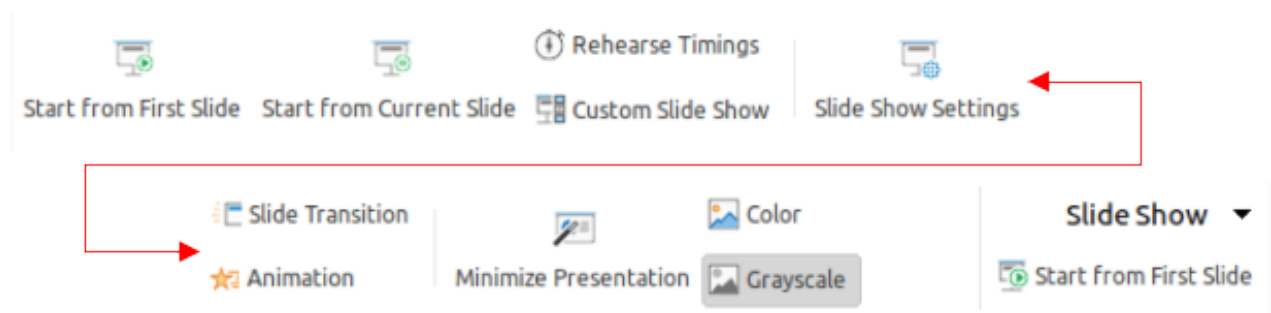 Rehearse Timings
Start from First Slide Start from Current Slide Custom Slide Show Slide Show Settings
Slide Transition Color Slide Show
Animation Minimize Presentation Grayscale Start from First Slide